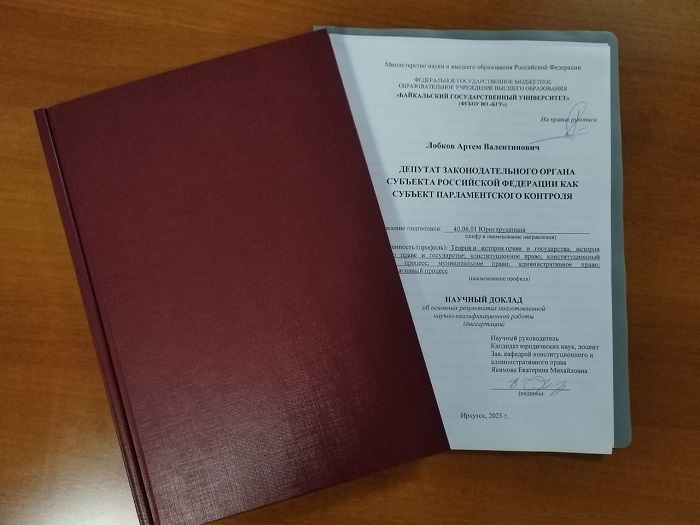 Министерство науки и высшего образования Российской Федерации
ФЕДЕРАЛЬНОЕ ГОСУДАРСТВЕННОЕ БЮДЖЕТНОЕ
ОБРАЗОВАТЕЛЬНОЕ УЧРЕЖДЕНИЕ ВЫСШЕГО ОБРАЗОВАНИЯ
«БАЙКАЛЬСКИЙ ГОСУДАРСТВЕННЫЙ УНИВЕРСИТЕТ»
(ФГБОУ ВО «БГУ»)
На правах рукописи
Лобков Артем Валентинович
ДЕПУТАТ ЗАКОНОДАТЕЛЬНОГО ОРГАНА
СУБЪЕКТА РОССИЙСКОЙ ФЕДЕРАЦИИ КАК
СУБЪЕКТ ПАРЛАМЕНТСКОГО КОНТРОЛЯ
подготовки: 40.06.01 Юриспруденция
(шифр и наименование направления)
(профиль): Теория и история права и государства; история
праве и государстве; конституционное право; конституционный
процесс; муниципальное право; административное право;
процесс
(наименование профиля)
НАУЧНЫЙ ДОКЛАД
об основных результатах подготовленной
научно-квалификационной работы
(диссертации)
Научный руководитель
Кандидат юридических наук, доцент
Зав. кафедрой конституционного и
административного права
Якимова Екатерина Михайловна
(подпись)
Иркутск, 2025 г.